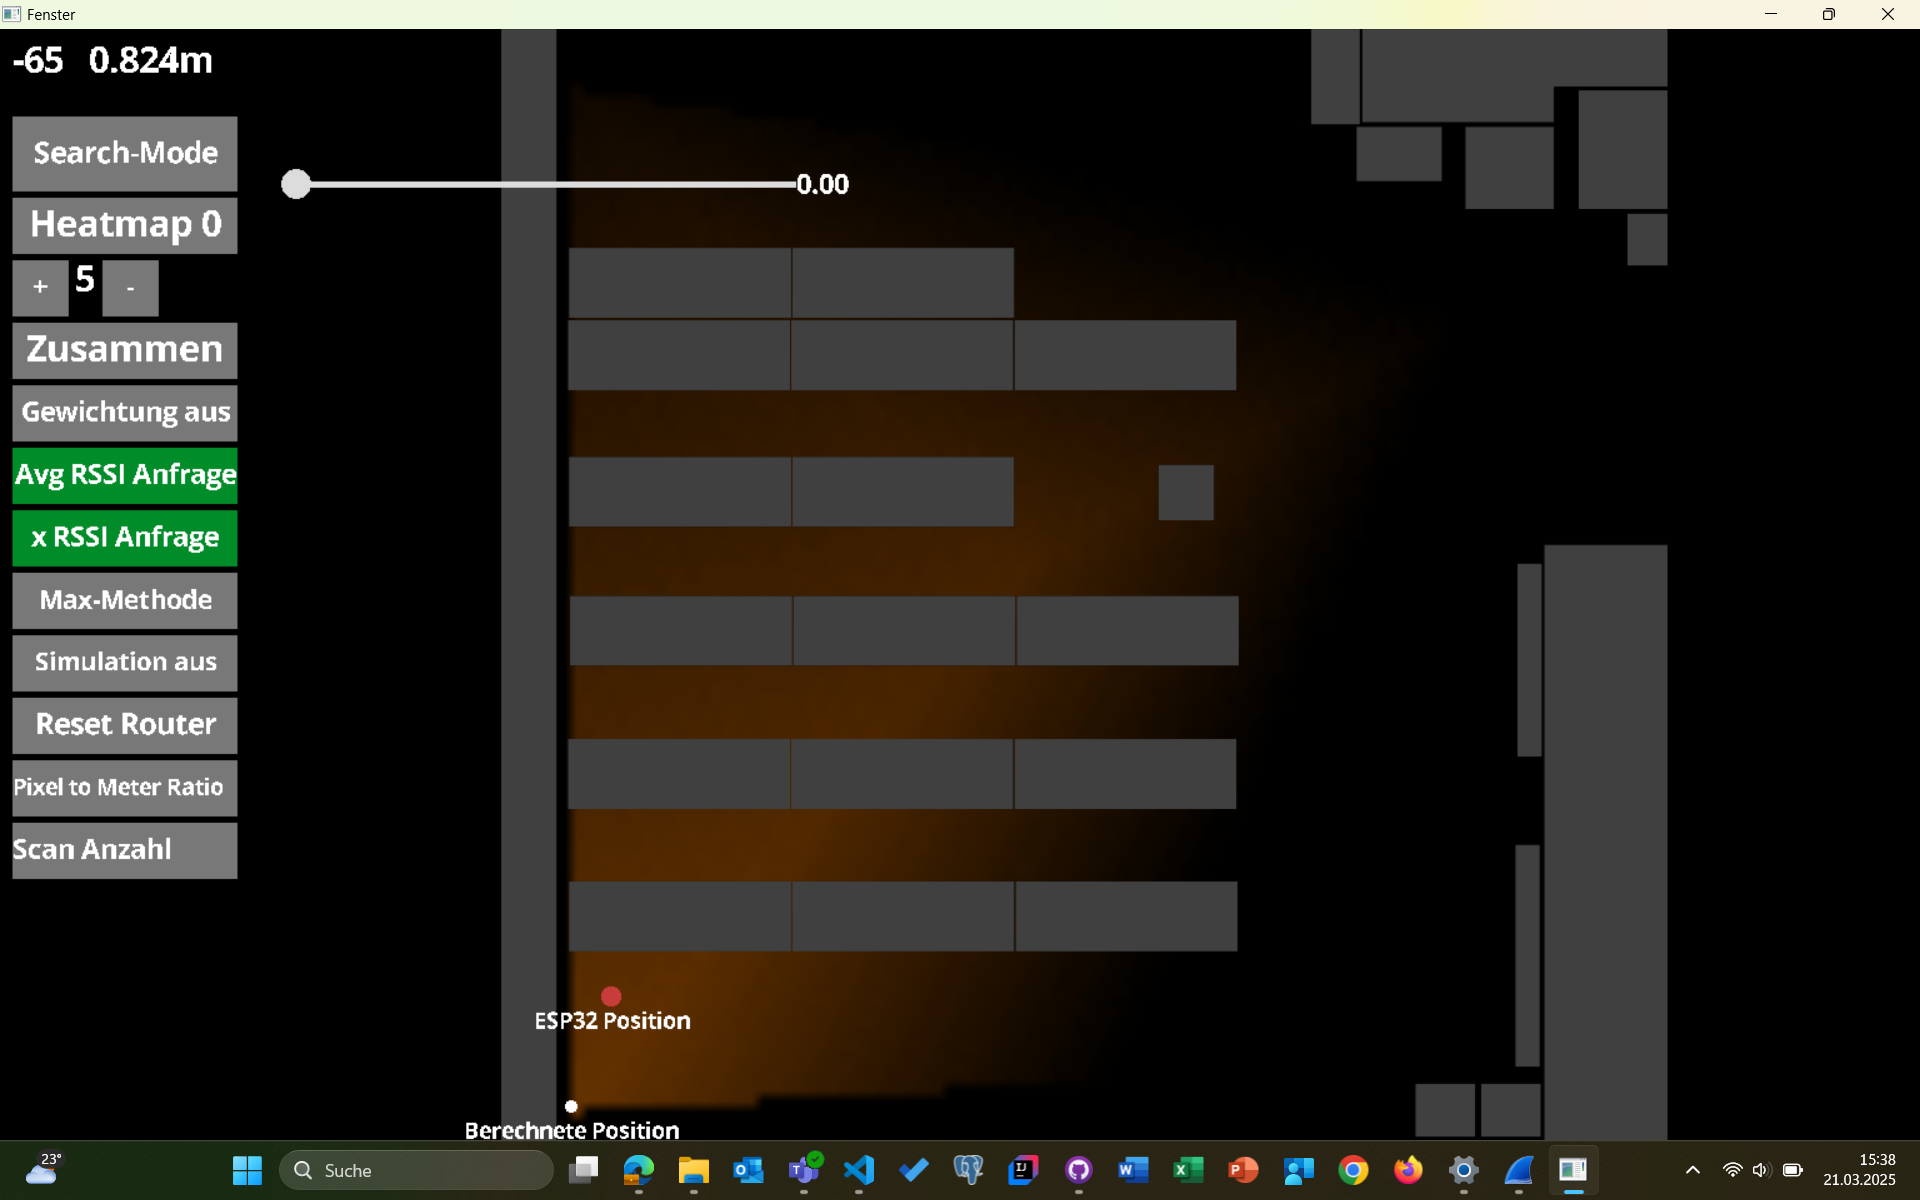 Fenster
-65 0.824m
Search-Mode
0.00
Heatmap 0
+ 5 -
Zusammen
Gewichtung aus
Avg RSSI Anfrage
x RSSI Anfrage
Max-Methode
Simulation aus
Reset Router
Pixel to Meter Ratio
Scan Anzahl
ESP32 Position
Berechnete Position
23°
Suche
15:38
21.03.2025